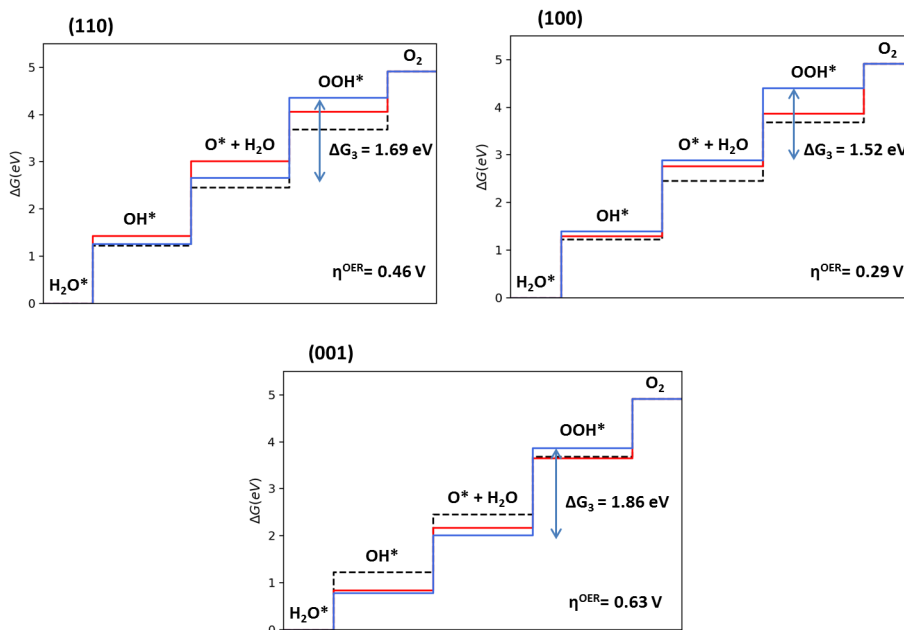 (110)
ΔG(eV)
5
4
3
2
1
0
H₂O*
OH*
O* + H₂O
OOH*
O₂
ΔG₃ = 1.69 eV
η^OER= 0.46 V
(100)
ΔG(eV)
5
4
3
2
1
0
H₂O*
OH*
O* + H₂O
OOH*
O₂
ΔG₃ = 1.52 eV
η^OER= 0.29 V
(001)
ΔG(eV)
5
4
3
2
1
0
H₂O*
OH*
O* + H₂O
OOH*
O₂
ΔG₃ = 1.86 eV
η^OER= 0.63 V